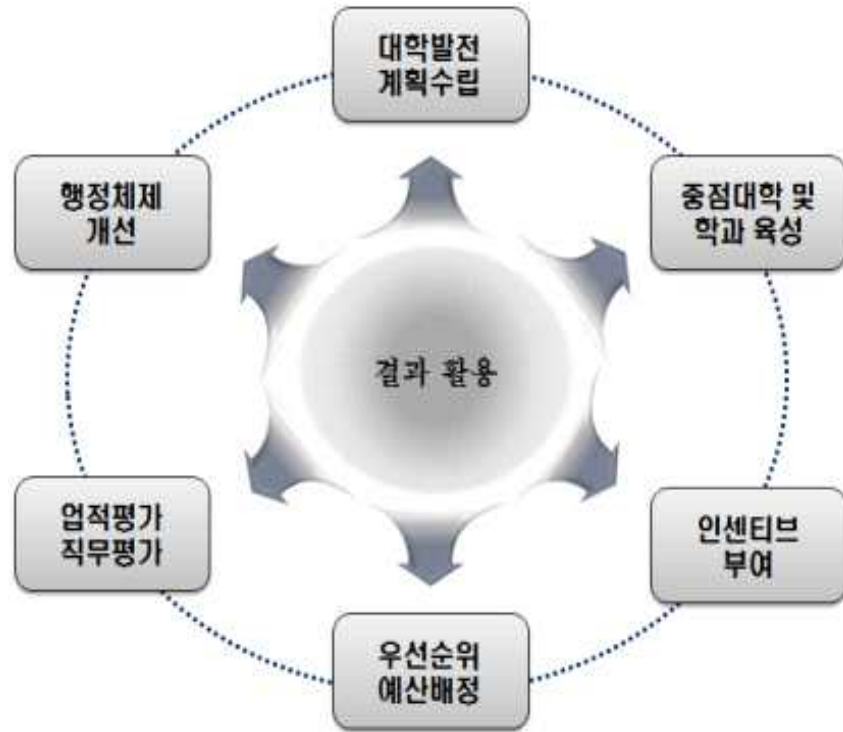 대학발전
계획수립
행정체제
개선
중점대학 및
학과 육성
결과 활용
업적평가
직무평가
인센티브
부여
우선순위
예산배정